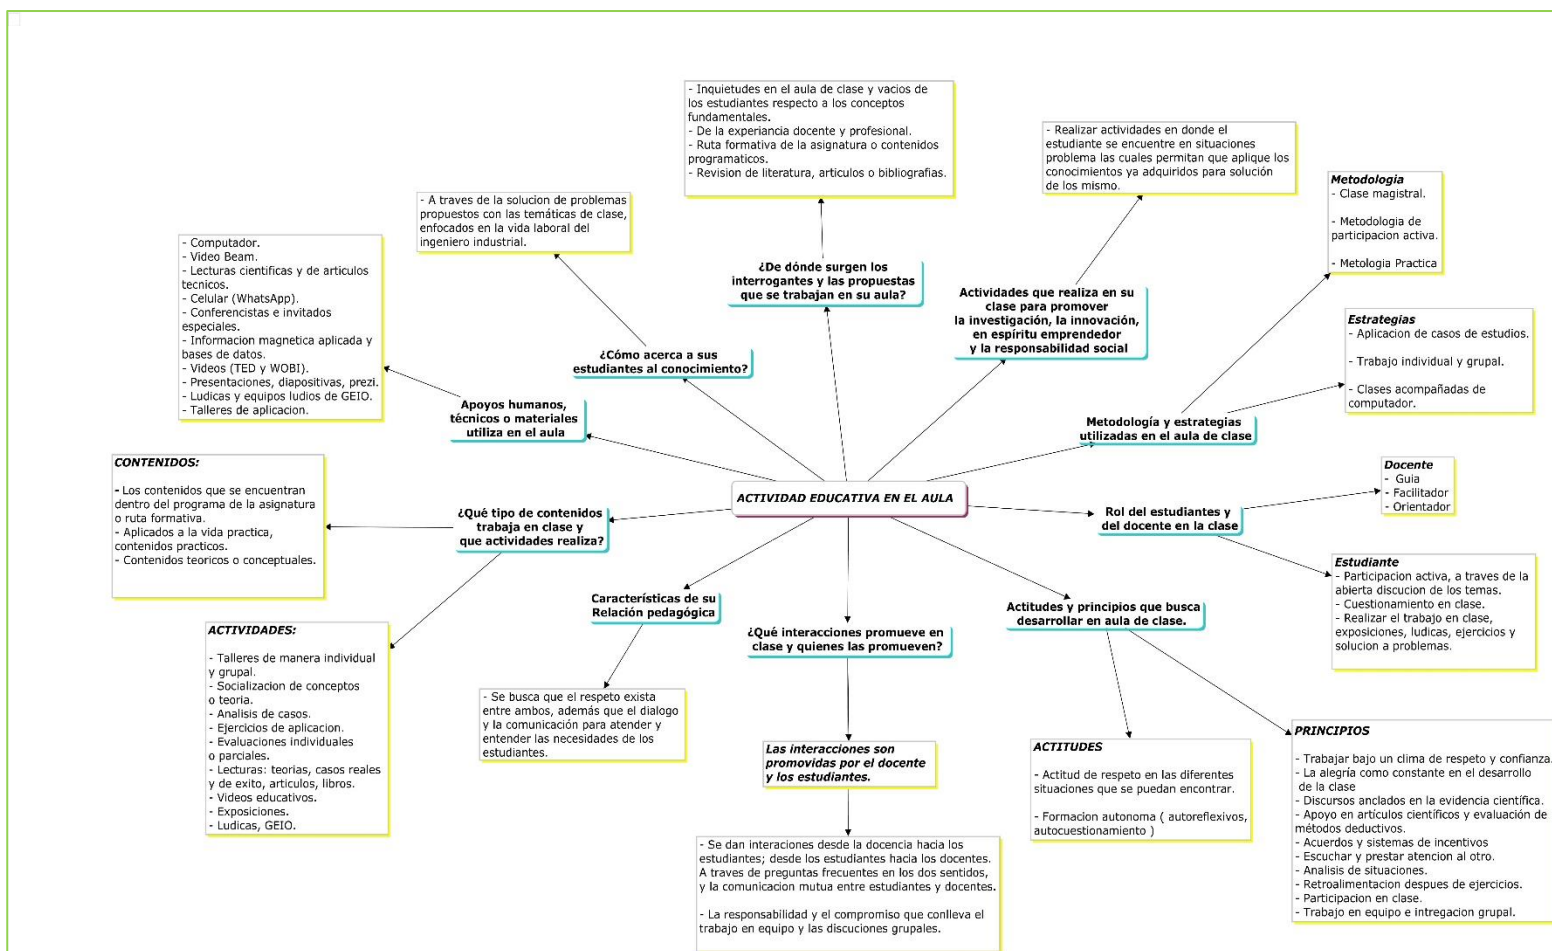 - Inquietudes en el aula de clase y vacios de
los estudiantes respecto a los conceptos
fundamentales.
- De la experiancia docente y profesional.
- Ruta formativa de la asignatura o contenidos
programaticos.
- Revision de literatura, articulos o bibliografias.
- Realizar actividades en donde el
estudiante se encuentre en situaciones
problema las cuales permitan que aplique los
conocimientos ya adquiridos para solución
de los mismo.
Metodologia
- Clase magistral.
- Metodologia de
participacion activa.
- Metologia Practica
- A traves de la solucion de problemas
propuestos con las temáticas de clase,
enfocados en la vida laboral del
ingeniero industrial.
- Computador.
- Video Beam.
- Lecturas cientificas y de articulos
tecnicos.
- Celular (WhatsApp).
- Conferencistas e invitados
especiales.
- Informacion magnetica aplicada y
bases de datos.
- Videos (TED y WOBI).
- Presentaciones, diapositivas, prezi.
- Ludicas y equipos ludios de GEIO.
- Talleres de aplicacion.
¿De dónde surgen los
interrogantes y las propuestas
que se trabajan en su aula?
Actividades que realiza en su
clase para promover
la investigación, la innovación,
en espíritu emprendedor
y la responsabilidad social
Estrategias
- Aplicacion de casos de estudios.
- Trabajo individual y grupal.
- Clases acompañadas de
computador.
¿Cómo acerca a sus
estudiantes al conocimiento?
Apoyos humanos,
técnicos o materiales
utiliza en el aula
Metodología y estrategias
utilizadas en el aula de clase
CONTENIDOS:
- Los contenidos que se encuentran
dentro del programa de la asignatura
o ruta formativa.
- Aplicados a la vida practica,
contenidos practicos.
- Contenidos teoricos o conceptuales.
¿Qué tipo de contenidos
trabaja en clase y
que actividades realiza?
ACTIVIDAD EDUCATIVA EN EL AULA
Rol del estudiantes y
del docente en la clase
Docente
- Guia
- Facilitador
- Orientador
Estudiante
- Participacion activa, a traves de la
abierta discucion de los temas.
- Cuestionamiento en clase.
- Realizar el trabajo en clase,
exposiciones, ludicas, ejercicios y
solucion a problemas.
Características de su
Relación pedagógica
¿Qué interacciones promueve en
clase y quienes las promueven?
Actitudes y principios que busca
desarrollar en aula de clase.
ACTIVIDADES:
- Talleres de manera individual
y grupal.
- Socializacion de conceptos
o teoria.
- Analisis de casos.
- Ejercicios de aplicacion.
- Evaluaciones individuales
o parciales.
- Lecturas: teorias, casos reales
y de exito, articulos, libros.
- Videos educativos.
- Exposiciones.
- Ludicas, GEIO.
- Se busca que el respeto exista
entre ambos, además que el dialogo
y la comunicación para atender y
entender las necesidades de los
estudiantes.
Las interacciones son
promovidas por el docente
y los estudiantes.
- Se dan interaciones desde la docencia hacia los
estudiantes; desde los estudiantes hacia los docentes.
A traves de preguntas frecuentes en los dos sentidos,
y la comunicacion mutua entre estudiantes y docentes.
- La responsabilidad y el compromiso que conlleva el
trabajo en equipo y las discuciones grupales.
ACTITUDES
- Actitud de respeto en las diferentes
situaciones que se puedan encontrar.
- Formacion autonoma ( autoreflexivos,
autocuestionamiento )
PRINCIPIOS
- Trabajar bajo un clima de respeto y confianza.
- La alegría como constante en el desarrollo
de la clase
- Discursos anclados en la evidencia científica.
- Apoyo en artículos científicos y evaluación de
métodos deductivos.
- Acuerdos y sistemas de incentivos
- Escuchar y prestar atencion al otro.
- Analisis de situaciones.
- Retroalimentacion despues de ejercicios.
- Participacion en clase.
- Trabajo en equipo e intregacion grupal.